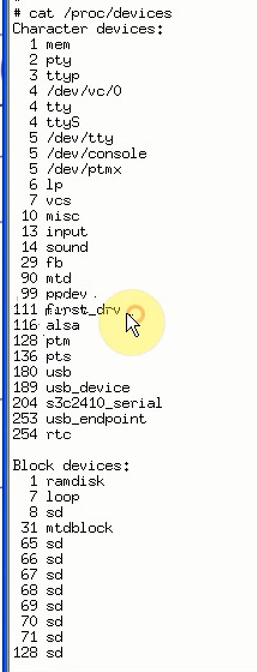 # cat /proc/devices
Character devices:
1 mem
2 pty
3 ttyp
4 /dev/vc/0
4 tty
4 ttyS
5 /dev/tty
5 /dev/console
5 /dev/ptmx
6 lp
7 vcs
10 misc
13 input
14 sound
29 fb
90 mtd
99 ppdev
111 first_drv
116 alsa
128 ptm
136 pts
180 usb
189 usb_device
204 s3c2410_serial
253 usb_endpoint
254 rtc
Block devices:
1 ramdisk
7 loop
8 sd
31 mtdblock
65 sd
66 sd
67 sd
68 sd
69 sd
70 sd
71 sd
128 sd